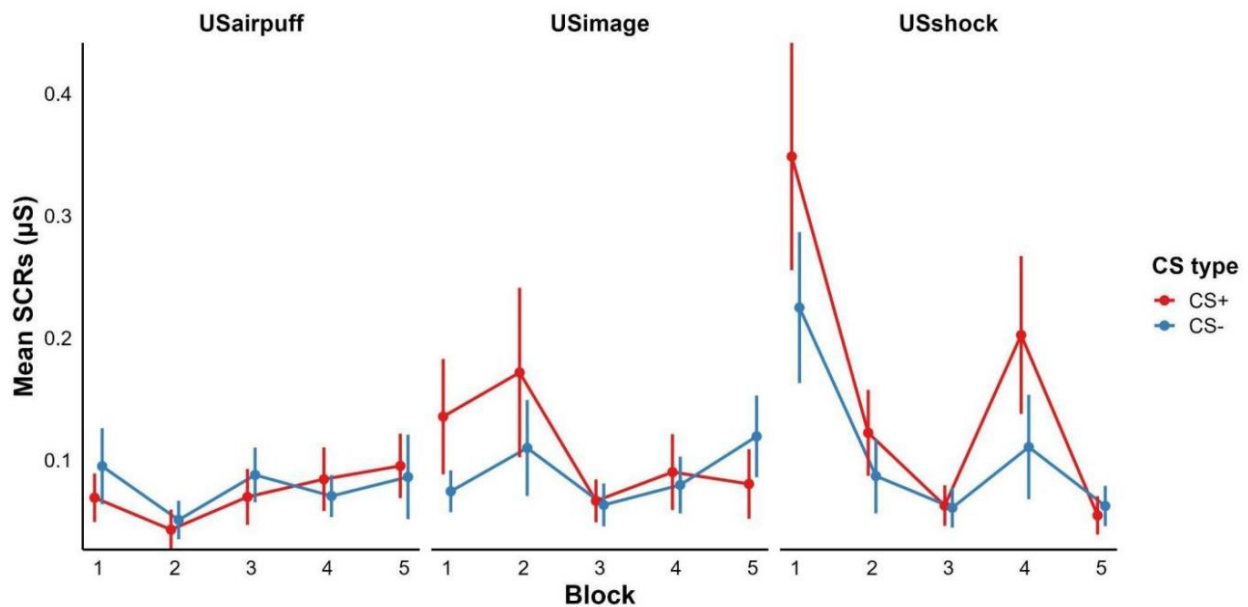 USairpuff USimage USshock
0.4
0.3
0.2
0.1
Mean SCRs (µS)
1 2 3 4 5 1 2 3 4 5 1 2 3 4 5
Block
CS type
CS+
CS-